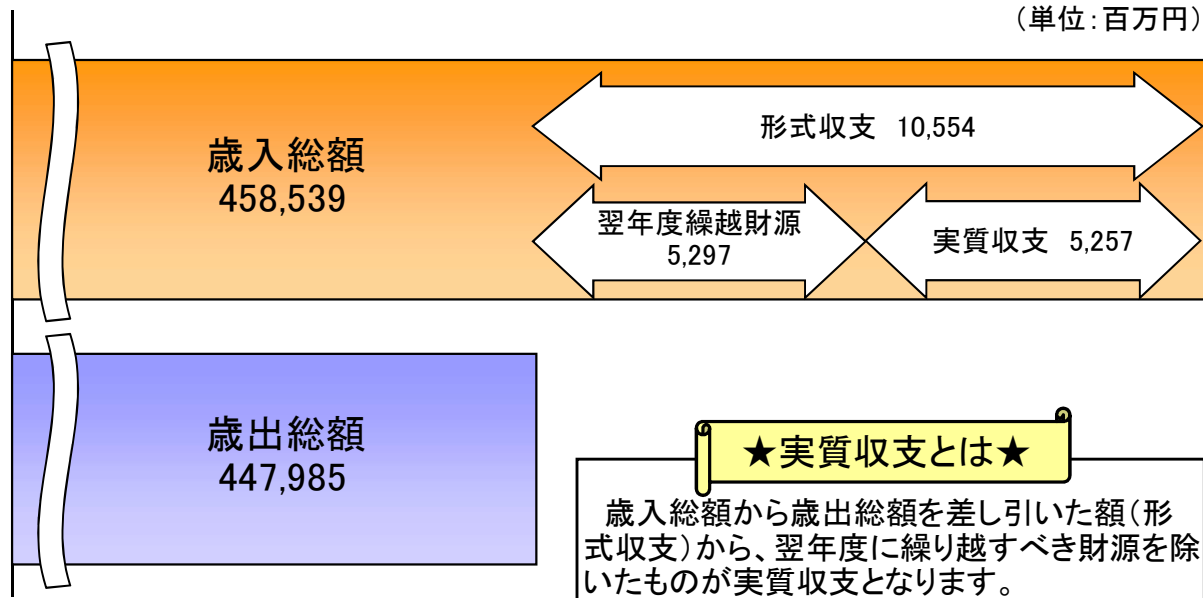 （単位：百万円）
形式収支 10,554
歳入総額
458,539
翌年度繰越財源
5,297
実質収支 5,257
歳出総額
447,985
★実質収支とは★
歳入総額から歳出総額を差し引いた額（形
式収支）から、翌年度に繰り越すべき財源を除
いたものが実質収支となります。